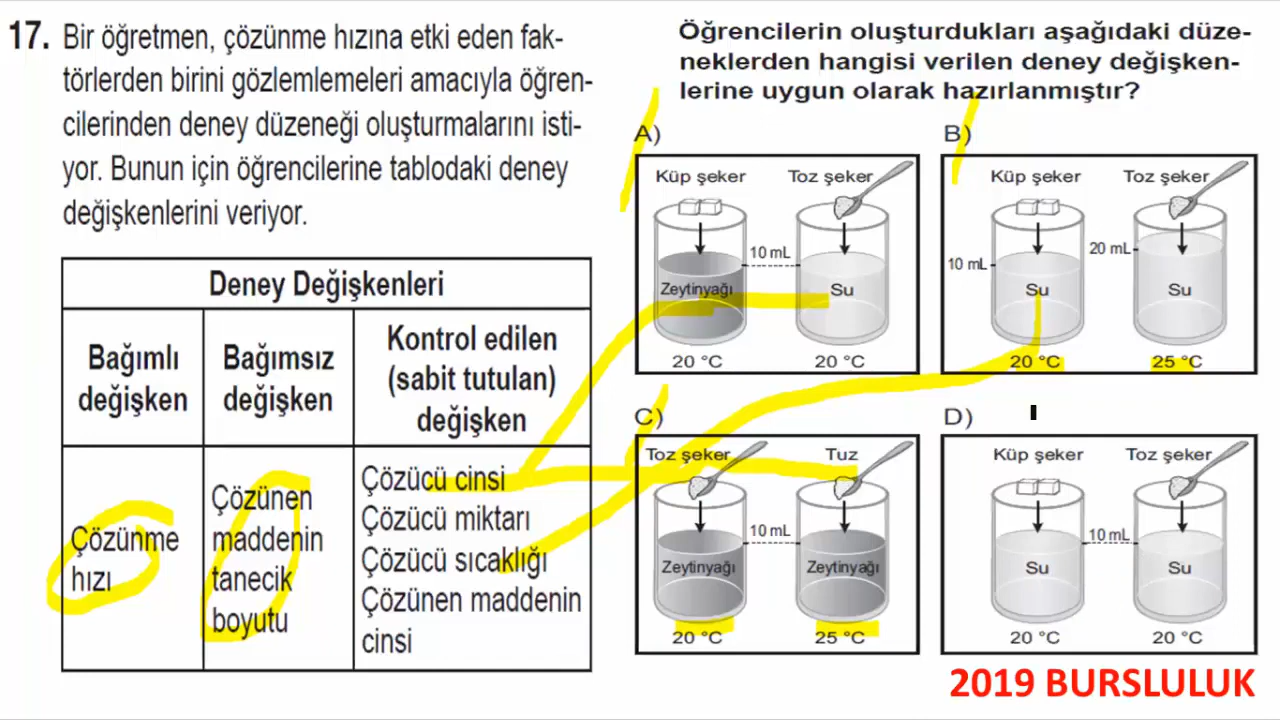 17. Bir öğretmen, çözünme hızına etki eden fak-
törlerden birini gözlemlemeleri amacıyla öğren-
cilerinden deney düzeneği oluşturmalarını isti-
yor. Bunun için öğrencilerine tablodaki deney
değişkenlerini veriyor.
Deney Değişkenleri
Bağımlı
değişken
Bağımsız
değişken
Kontrol edilen
(sabit tutulan)
değişken
Çözünme
hızı
Çözünen
maddenin
tanecik
boyutu
Çözücü cinsi
Çözücü miktarı
Çözücü sıcaklığı
Çözünen maddenin
cinsi
Öğrencilerin oluşturdukları aşağıdaki düze-
neklerden hangisi verilen deney değişken-
lerine uygun olarak hazırlanmıştır?
A)
Küp şeker Toz şeker
10 mL
Zeytinyağı Su
20 °C 20 °C
B)
Küp şeker Toz şeker
20 mL
10 mL
Su Su
20 °C 25 °C
C)
Toz şeker Tuz
10 mL
Zeytinyağı Zeytinyağı
20 °C 25 °C
D)
Küp şeker Toz şeker
10 mL
Su Su
20 °C 20 °C
2019 BURSLULUK